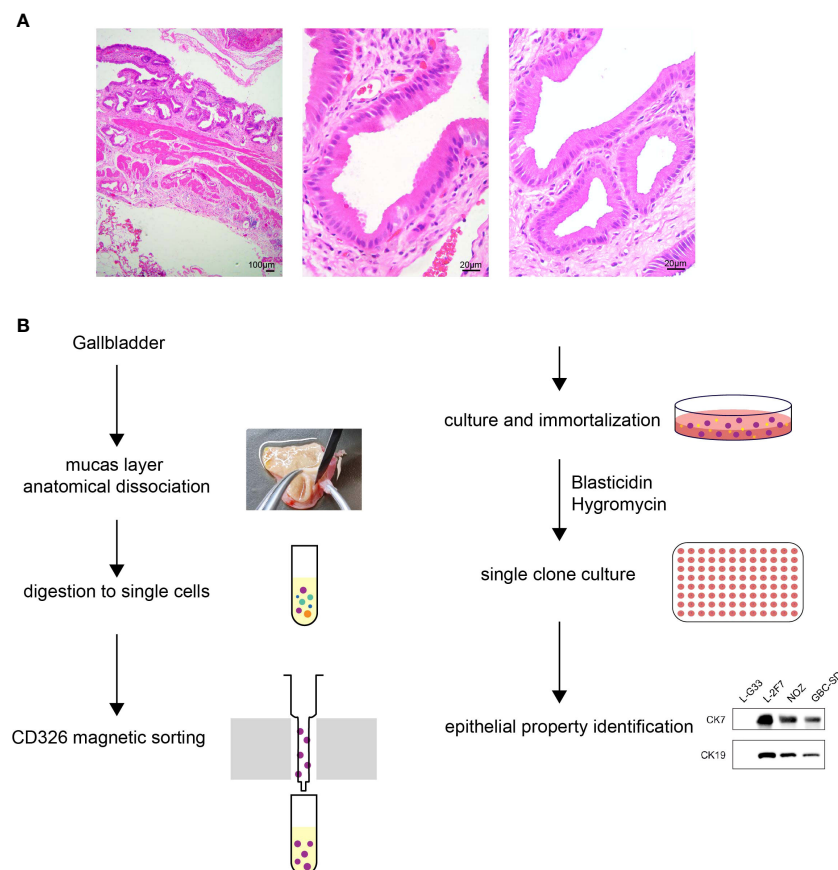 A
100μm
20μm
20μm
B
Gallbladder
mucas layer
anatomical dissociation
digestion to single cells
CD326 magnetic sorting
culture and immortalization
Blasticidin
Hygromycin
single clone culture
epithelial property identification
L-G33
L-2F7
NOZ
CK7
CK19